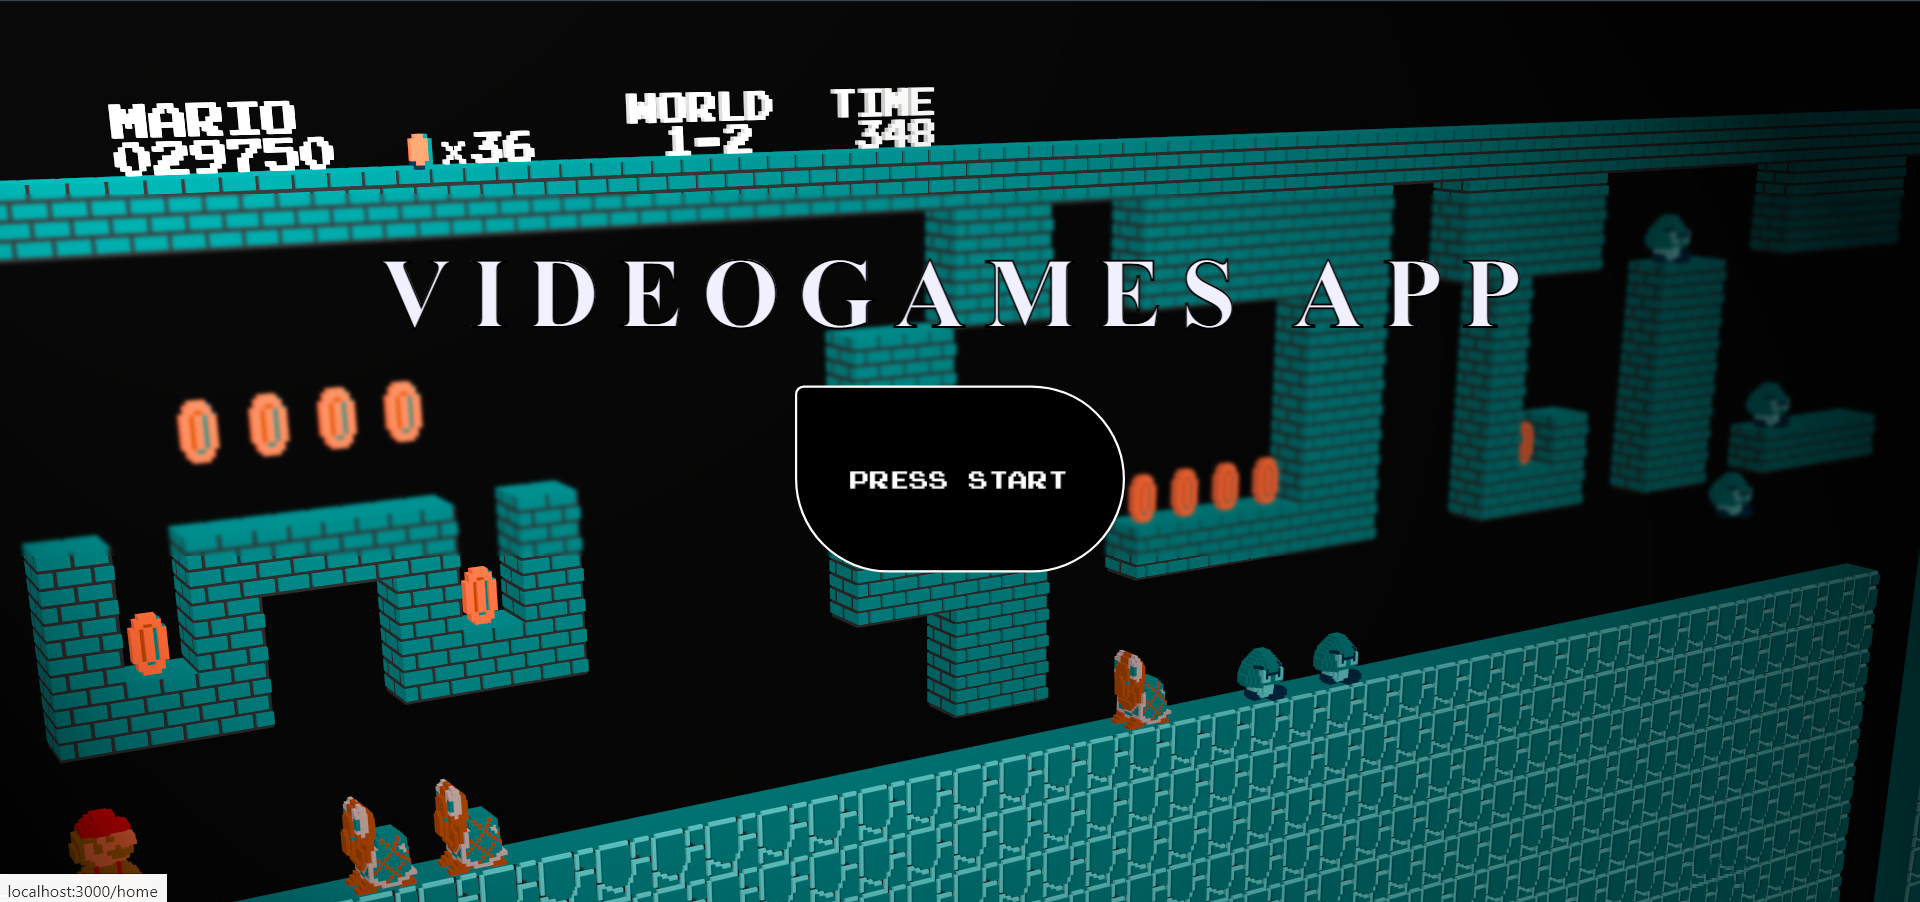 MARIO
029750
x36
WORLD
1-2
TIME
348
VIDEOGAMES APP
PRESS START
localhost:3000/home